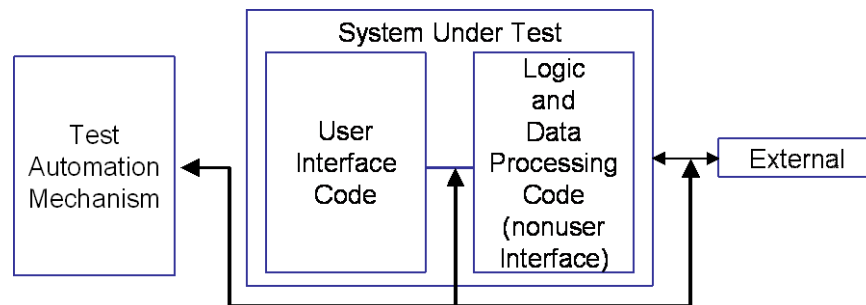 System Under Test
Test
Automation
Mechanism
User
Interface
Code
Logic
and
Data
Processing
Code
(nonuser
Interface)
External